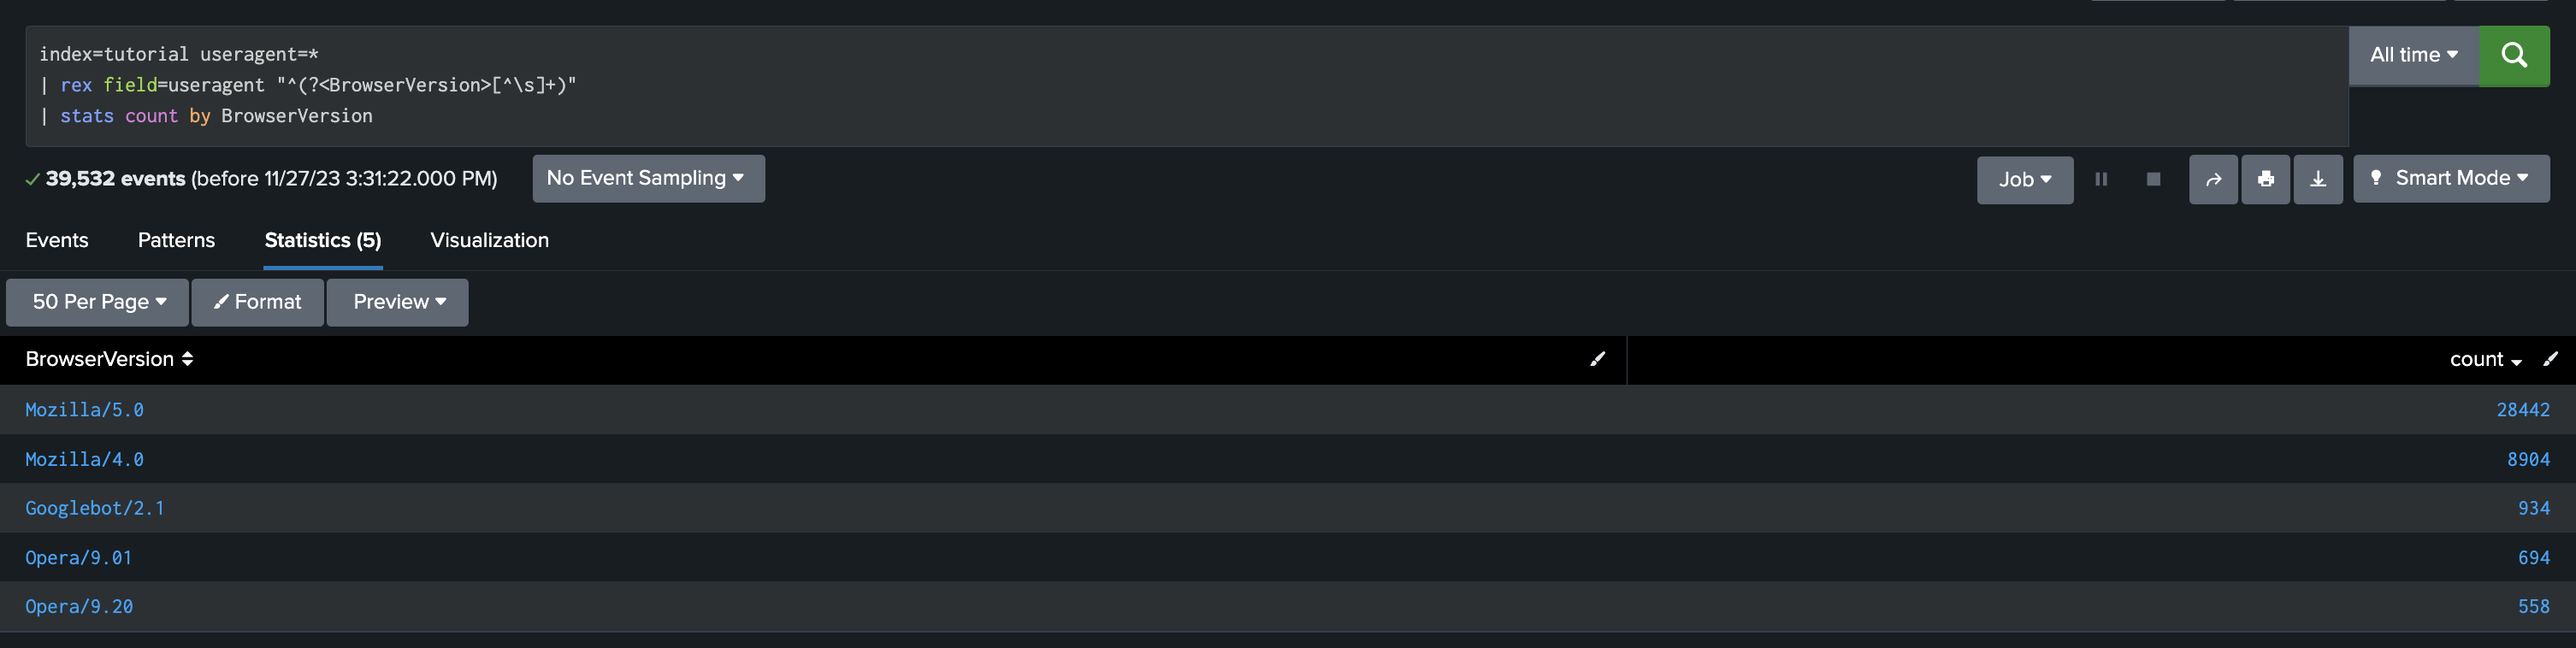 index=tutorial useragent=*
| rex field=useragent "^(?<BrowserVersion>[^\s]+)"
| stats count by BrowserVersion
All time
39,532 events (before 11/27/23 3:31:22.000 PM)
No Event Sampling
Job
Smart Mode
Events
Patterns
Statistics (5)
Visualization
50 Per Page
Format
Preview
BrowserVersion
count
Mozilla/5.0
28442
Mozilla/4.0
8904
Googlebot/2.1
934
Opera/9.01
694
Opera/9.20
558